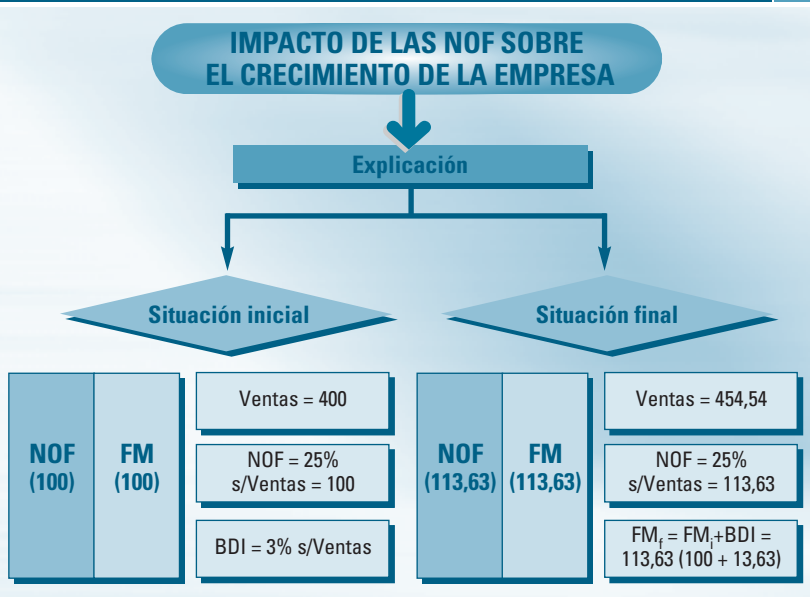 IMPACTO DE LAS NOF SOBRE
EL CRECIMIENTO DE LA EMPRESA
Explicación
Situación inicial
NOF
(100)
FM
(100)
Ventas = 400
NOF = 25%
s/Ventas = 100
BDI = 3% s/Ventas
Situación final
NOF
(113,63)
FM
(113,63)
Ventas = 454,54
NOF = 25%
s/Ventas = 113,63
FMf = FMi+BDI =
113,63 (100 + 13,63)